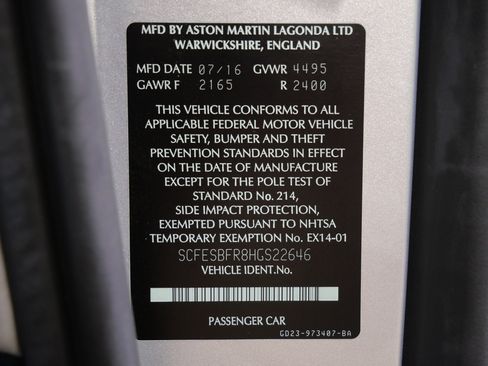 MFD BY ASTON MARTIN LAGONDA LTD
WARWICKSHIRE, ENGLAND
MFD DATE 07/16 GVWR 4495
GAWR F 2165 R 2400
THIS VEHICLE CONFORMS TO ALL
APPLICABLE FEDERAL MOTOR VEHICLE
SAFETY, BUMPER AND THEFT
PREVENTION STANDARDS IN EFFECT
ON THE DATE OF MANUFACTURE
EXCEPT FOR THE POLE TEST OF
STANDARD No. 214,
SIDE IMPACT PROTECTION,
EXEMPTED PURSUANT TO NHTSA
TEMPORARY EXEMPTION No. EX14-01
SCFESBFR8HGS22646
VEHICLE IDENT.No.
PASSENGER CAR
GD23-973407-BA